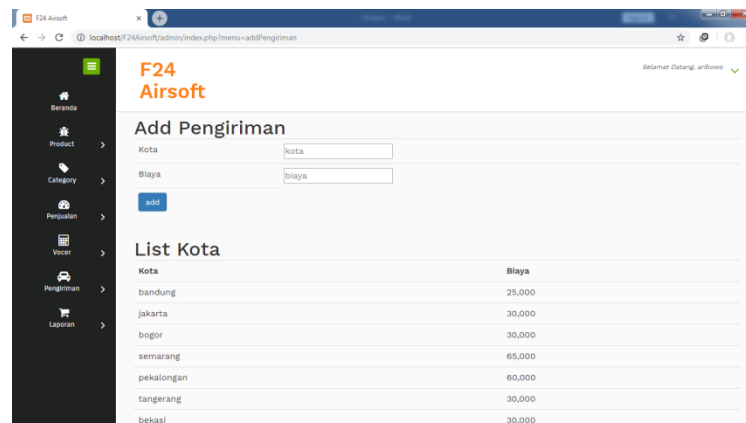 F24 Airsoft
localhost/F24Airsoft/admin/index.php?menu=addPengiriman
Selamat Datang, aribowo
F24
Airsoft
Beranda
Product
Category
Penjualan
Vocer
Pengiriman
Laporan
Add Pengiriman
Kota
kota
Biaya
biaya
add
List Kota
Kota Biaya
bandung 25,000
jakarta 30,000
bogor 30,000
semarang 65,000
pekalongan 60,000
tangerang 30,000
bekasi 30,000